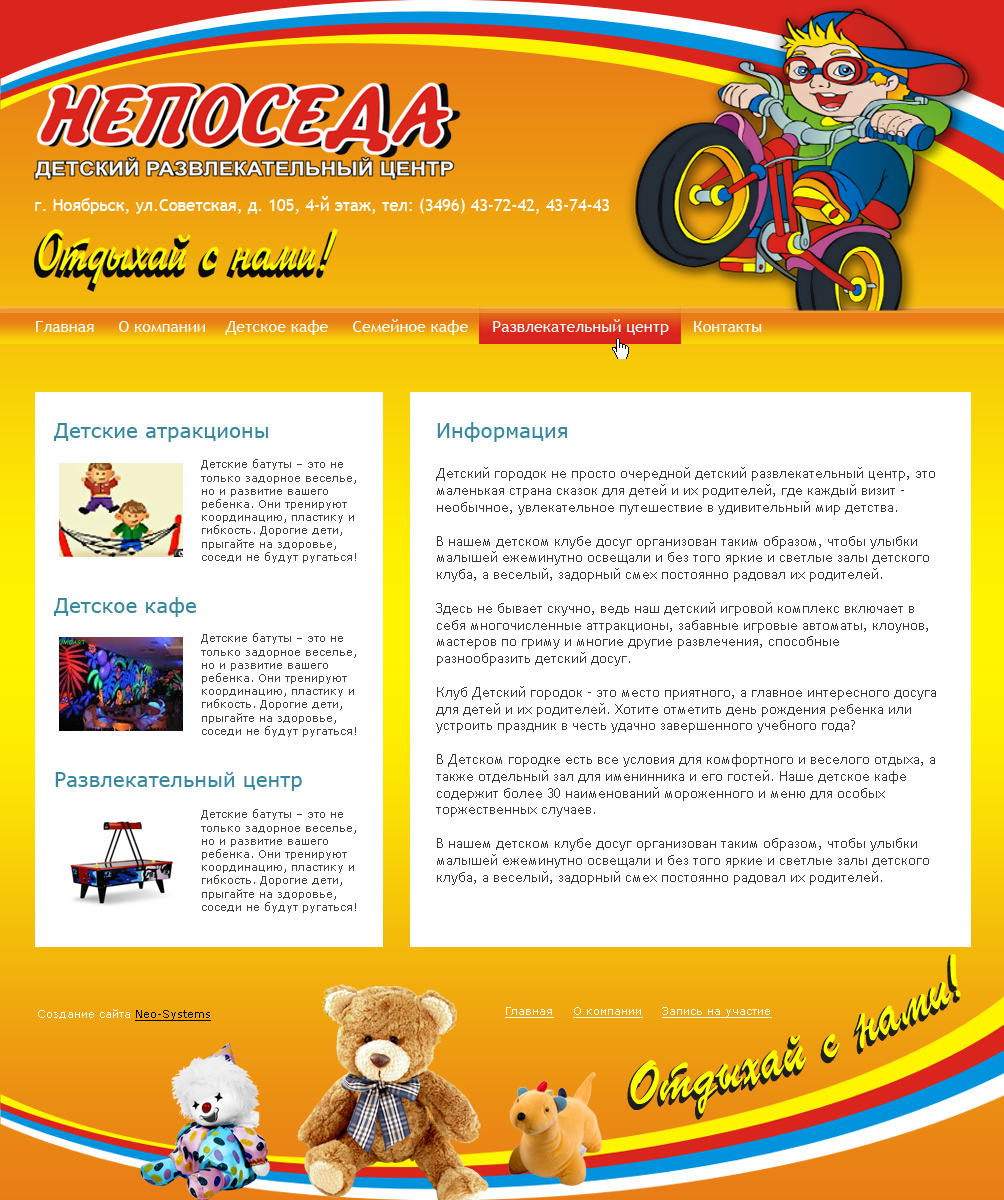 НЕПОСЕДА
ДЕТСКИЙ РАЗВЛЕКАТЕЛЬНЫЙ ЦЕНТР
г. Ноябрьск, ул.Советская, д. 105, 4-й этаж, тел: (3496) 43-72-42, 43-74-43
Отдыхай с нами!
Главная О компании Детское кафе Семейное кафе Развлекательный центр Контакты
Детские атракционы
Детские батуты – это не
только задорное веселье,
но и развитие вашего
ребенка. Они тренируют
координацию, пластику и
гибкость. Дорогие дети,
прыгайте на здоровье,
соседи не будут ругаться!
Детское кафе
Детские батуты – это не
только задорное веселье,
но и развитие вашего
ребенка. Они тренируют
координацию, пластику и
гибкость. Дорогие дети,
прыгайте на здоровье,
соседи не будут ругаться!
Развлекательный центр
Детские батуты – это не
только задорное веселье,
но и развитие вашего
ребенка. Они тренируют
координацию, пластику и
гибкость. Дорогие дети,
прыгайте на здоровье,
соседи не будут ругаться!
Информация
Детский городок не просто очередной детский развлекательный центр, это
маленькая страна сказок для детей и их родителей, где каждый визит -
необычное, увлекательное путешествие в удивительный мир детства.
В нашем детском клубе досуг организован таким образом, чтобы улыбки
малышей ежеминутно освещали и без того яркие и светлые залы детского
клуба, а веселый, задорный смех постоянно радовал их родителей.
Здесь не бывает скучно, ведь наш детский игровой комплекс включает в
себя многочисленные аттракционы, забавные игровые автоматы, клоунов,
мастеров по гриму и многие другие развлечения, способные
разнообразить детский досуг.
Клуб Детский городок - это место приятного, а главное интересного досуга
для детей и их родителей. Хотите отметить день рождения ребенка или
устроить праздник в честь удачно завершенного учебного года?
В Детском городке есть все условия для комфортного и веселого отдыха, а
также отдельный зал для именинника и его гостей. Наше детское кафе
содержит более 30 наименований мороженного и меню для особых
торжественных случаев.
В нашем детском клубе досуг организован таким образом, чтобы улыбки
малышей ежеминутно освещали и без того яркие и светлые залы детского
клуба, а веселый, задорный смех постоянно радовал их родителей.
Создание сайта Neo-Systems
Главная О компании Запись на участие
Отдыхай с нами!